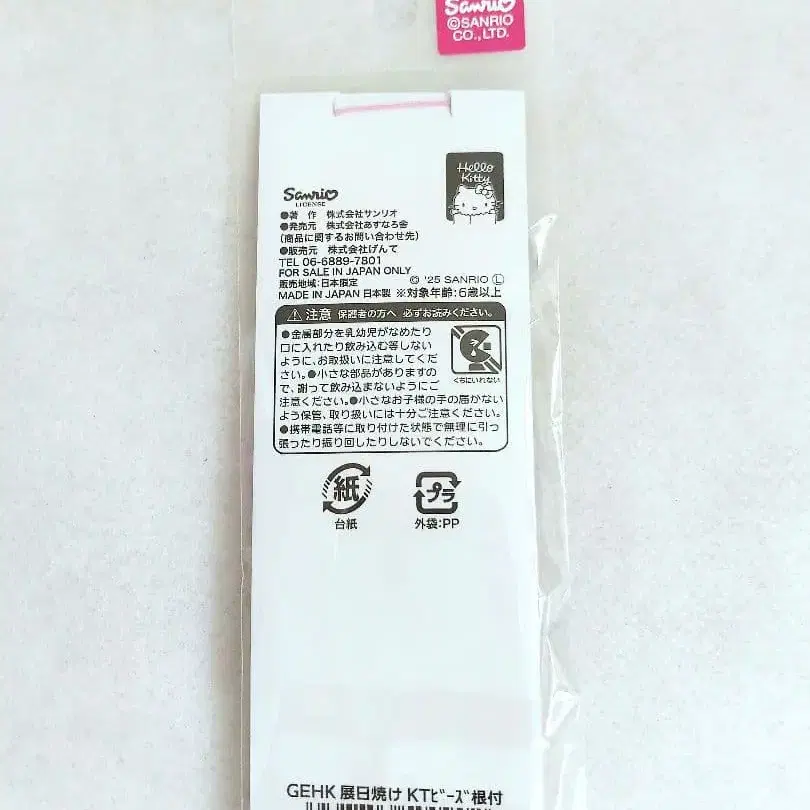 Sanrio
©SANRIO
CO.,LTD.
Hello
Kitty
Sanrio
LICENSE
●著 作 株式会社サンリオ
●発売元 株式会社あすなろ舎
(商品に関するお問い合わせ先)
●販売元 株式会社げんて
TEL 06-6889-7801
FOR SALE IN JAPAN ONLY
販売地域:日本限定
© '25 SANRIO Ⓛ
MADE IN JAPAN 日本製 ※対象年齢:6歳以上
⚠注意 保護者の方へ 必ずお読みください。
●金属部分を乳幼児がなめたり
口に入れたり飲み込む等しない
ように、お取扱いに注意してくだ
さい。●小さな部品がありますの
で、謝って飲み込まないようにご
注意ください。●小さなお子様の手の届かない
よう保管、取り扱いには十分ご注意ください。
●携帯電話等に取り付けた状態で無理に引っ
張ったり振り回したりしないでください。
くちにいれない
紙
台紙
プラ
外袋:PP
GEHK 展日焼け KTビーズ根付